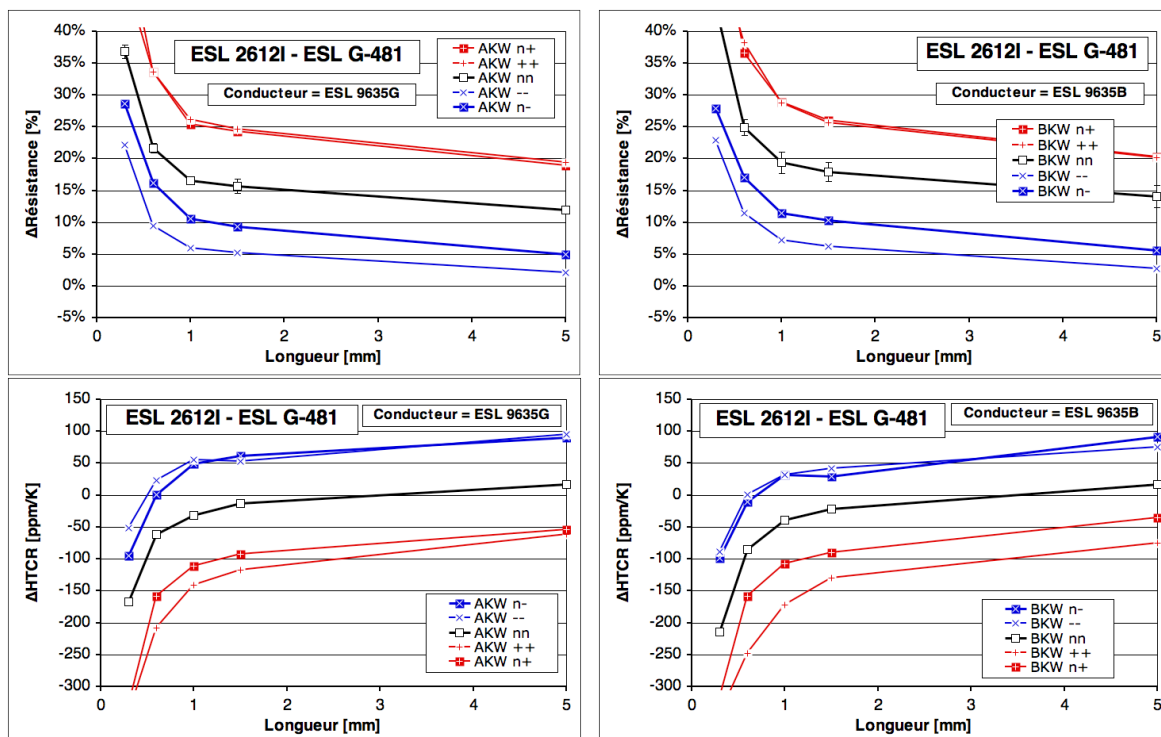 40%
35%
30%
25%
20%
15%
10%
5%
0%
-5%
ΔRésistance [%]
ESL 2612I - ESL G-481
Conducteur = ESL 9635G
AKW n+
AKW ++
AKW nn
AKW --
AKW n-
0 1 2 3 4 5
Longueur [mm]
40%
35%
30%
25%
20%
15%
10%
5%
0%
-5%
ΔRésistance [%]
ESL 2612I - ESL G-481
Conducteur = ESL 9635B
BKW n+
BKW ++
BKW nn
BKW --
BKW n-
0 1 2 3 4 5
Longueur [mm]
150
100
50
0
-50
-100
-150
-200
-250
-300
ΔHTCR [ppm/K]
ESL 2612I - ESL G-481
Conducteur = ESL 9635G
AKW n-
AKW --
AKW nn
AKW ++
AKW n+
0 1 2 3 4 5
Longueur [mm]
150
100
50
0
-50
-100
-150
-200
-250
-300
ΔHTCR [ppm/K]
ESL 2612I - ESL G-481
Conducteur = ESL 9635B
BKW n-
BKW --
BKW nn
BKW ++
BKW n+
0 1 2 3 4 5
Longueur [mm]